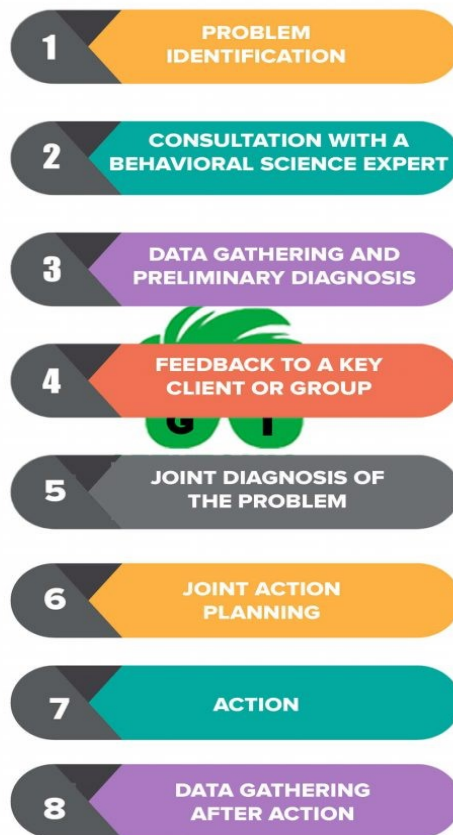 1
PROBLEM
IDENTIFICATION
2
CONSULTATION WITH A
BEHAVIORAL SCIENCE EXPERT
3
DATA GATHERING AND
PRELIMINARY DIAGNOSIS
4
FEEDBACK TO A KEY
CLIENT OR GROUP
G I
5
JOINT DIAGNOSIS OF
THE PROBLEM
6
JOINT ACTION
PLANNING
7
ACTION
8
DATA GATHERING
AFTER ACTION